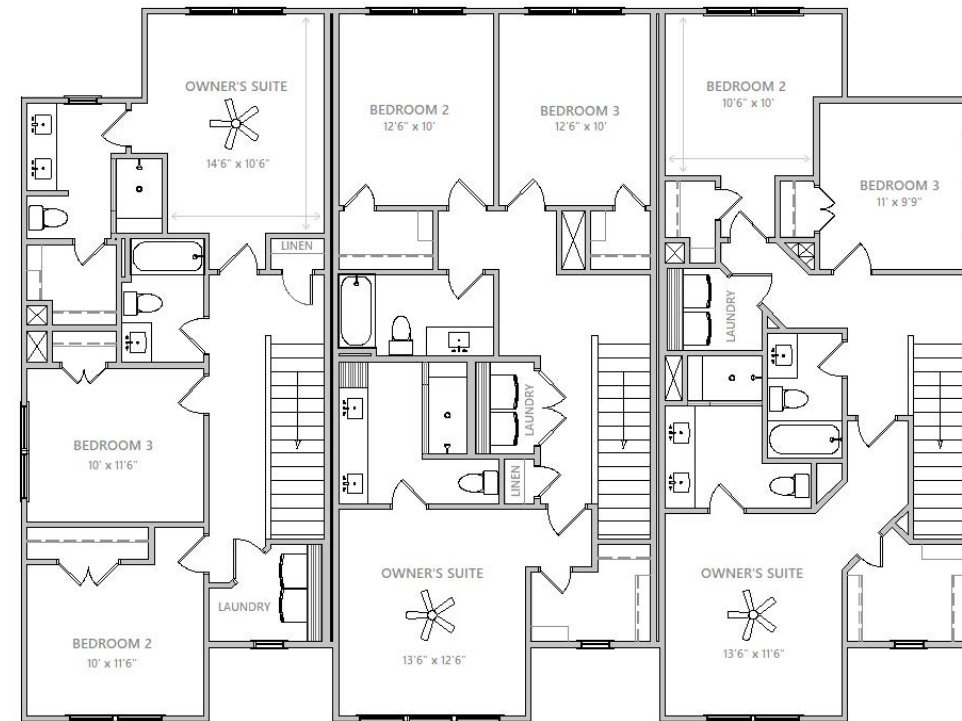 OWNER'S SUITE
14'6" x 10'6"
LINEN
BEDROOM 3
10' x 11'6"
BEDROOM 2
10' x 11'6"
LAUNDRY
BEDROOM 2
12'6" x 10'
BEDROOM 3
12'6" x 10'
LAUNDRY
LINEN
OWNER'S SUITE
13'6" x 12'6"
BEDROOM 2
10'6" x 10'
BEDROOM 3
11' x 9'9"
LAUNDRY
OWNER'S SUITE
13'6" x 11'6"